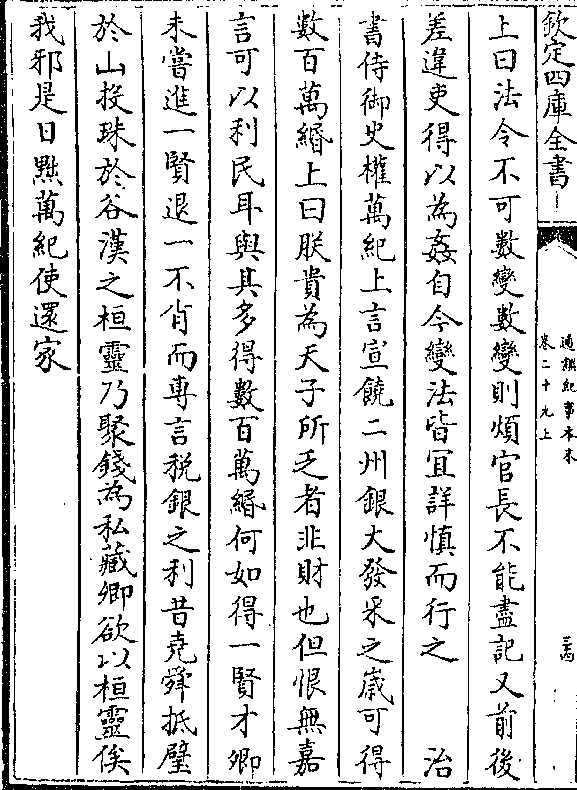 欽定四庫全書
通鑑紀事本末
卷二十九上
三四
上曰法令不可數變數變則煩官長不能盡記又前後
差違吏得以為姦自今變法皆宜詳慎而行之　治
書侍御史權萬紀上言宣饒二州銀大發采之歲可得
數百萬緡上曰朕貴為天子所乏者非財也但恨無嘉
言可以利民耳與其多得數百萬緡何如得一賢才卿
未嘗進一賢退一不肖而專言稅銀之利昔堯舜抵璧
於山投珠於谷漢之桓靈乃聚錢為私藏卿欲以桓靈俟
我邪是日黜萬紀使還家